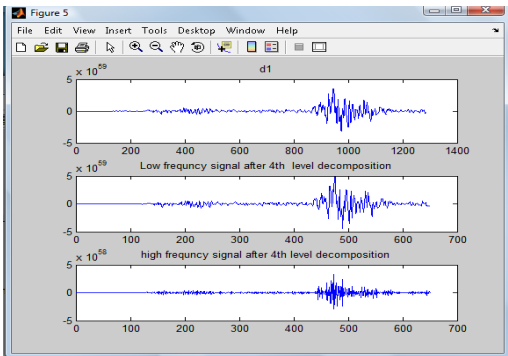 Figure 5
File Edit View Insert Tools Desktop Window Help
d1
x 10^59
5
0
-5
0 200 400 600 800 1000 1200 1400
Low frequncy signal after 4th level decomposition
x 10^59
5
0
-5
0 100 200 300 400 500 600 700
high frequncy signal after 4th level decomposition
x 10^58
5
0
-5
0 100 200 300 400 500 600 700